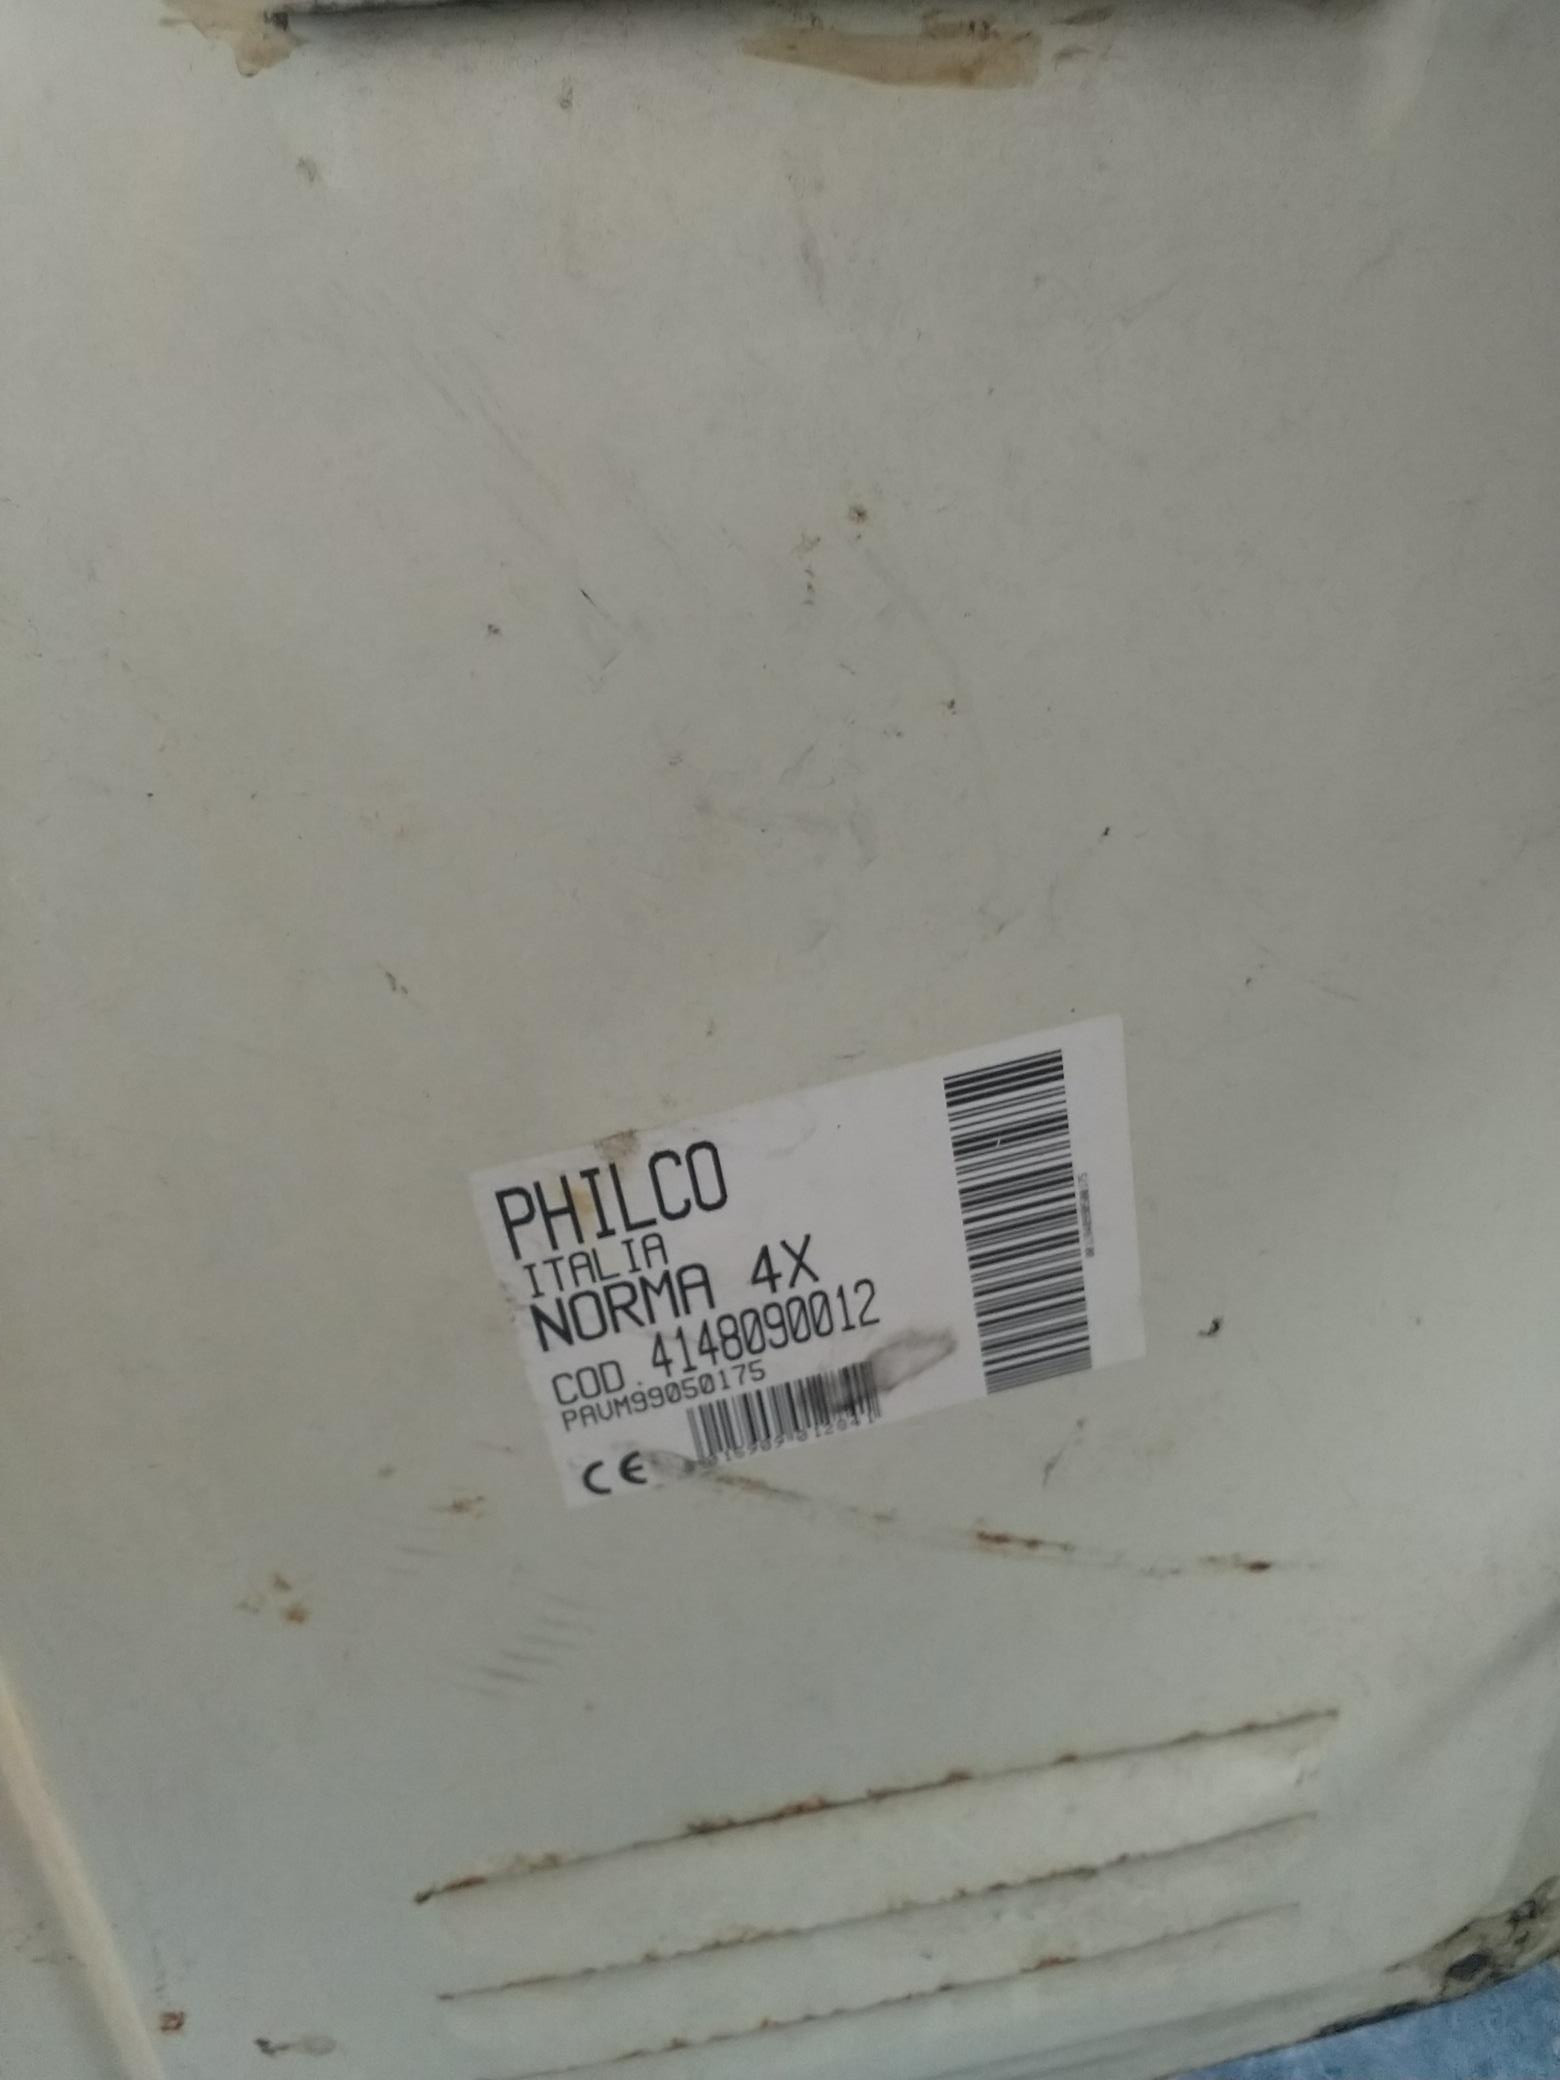 PHILCO
ITALIA
NORMA 4X
COD. 4148090012
PAVM99050175
CE